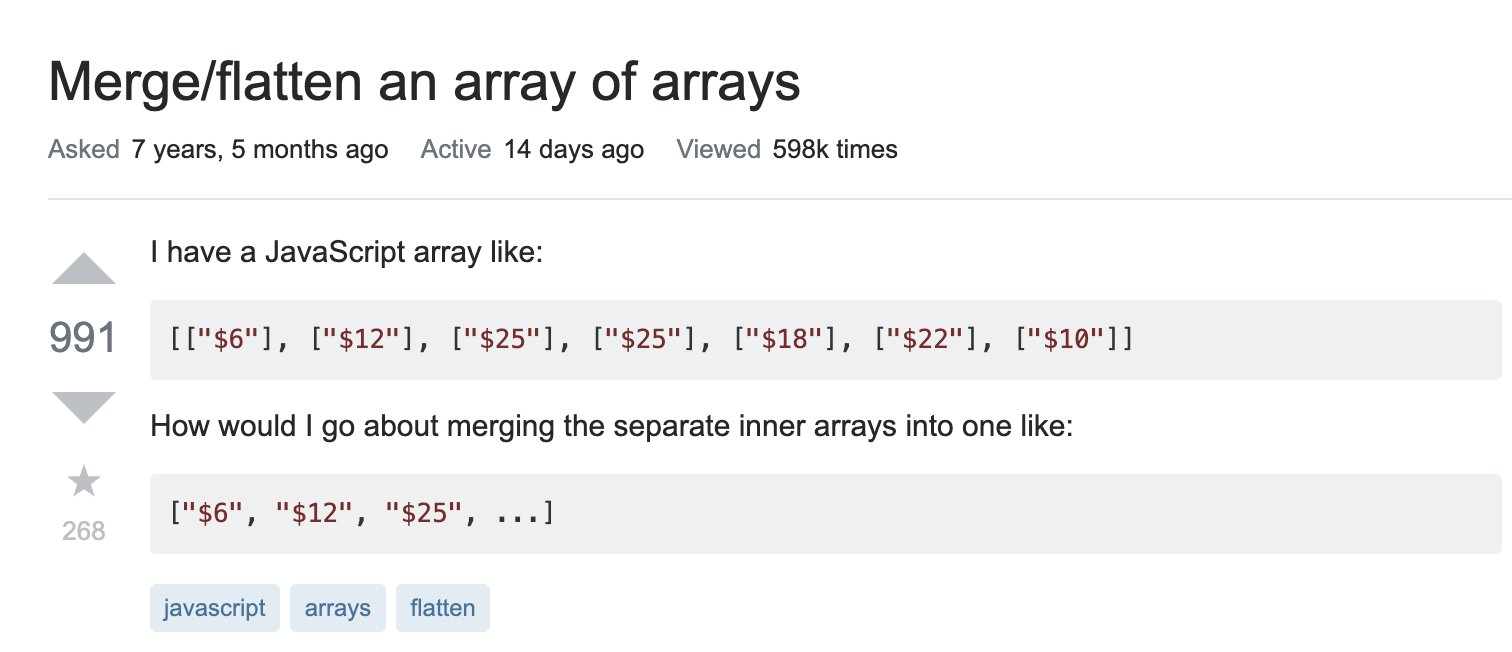 Merge/flatten an array of arrays
Asked 7 years, 5 months ago Active 14 days ago Viewed 598k times
I have a JavaScript array like:
991
[["$6"], ["$12"], ["$25"], ["$25"], ["$18"], ["$22"], ["$10"]]
How would I go about merging the separate inner arrays into one like:
["$6", "$12", "$25", ...]
268
javascript arrays flatten